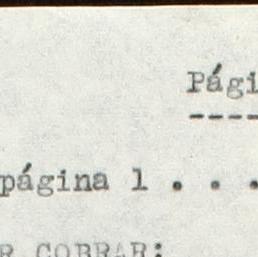 Pági
----
página 1 . . .
R COBRAR: